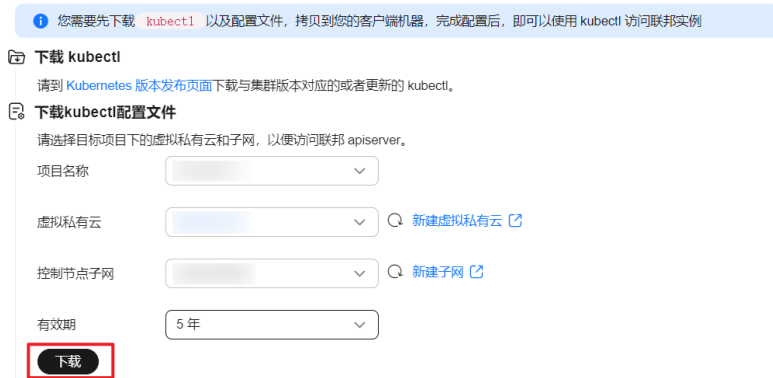 您需要先下载 kubectl 以及配置文件，拷贝到您的客户端机器，完成配置后，即可以使用 kubectl 访问联邦实例
下载 kubectl
请到 Kubernetes 版本发布页面下载与集群版本对应的或者更新的 kubectl。
下载kubectl配置文件
请选择目标项目下的虚拟私有云和子网，以便访问联邦 apiserver。
项目名称
虚拟私有云 新建虚拟私有云
控制节点子网 新建子网
有效期 5 年
下载